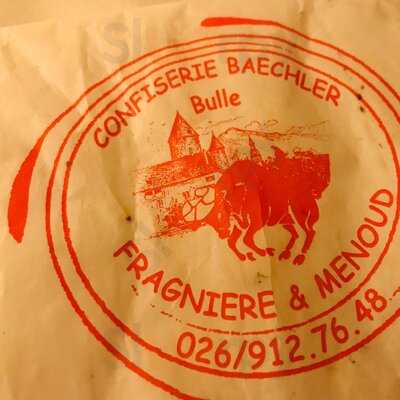 CONFISERIE BAECHLER
Bulle
FRAGNIERE & MENOUD
026/912.76.48